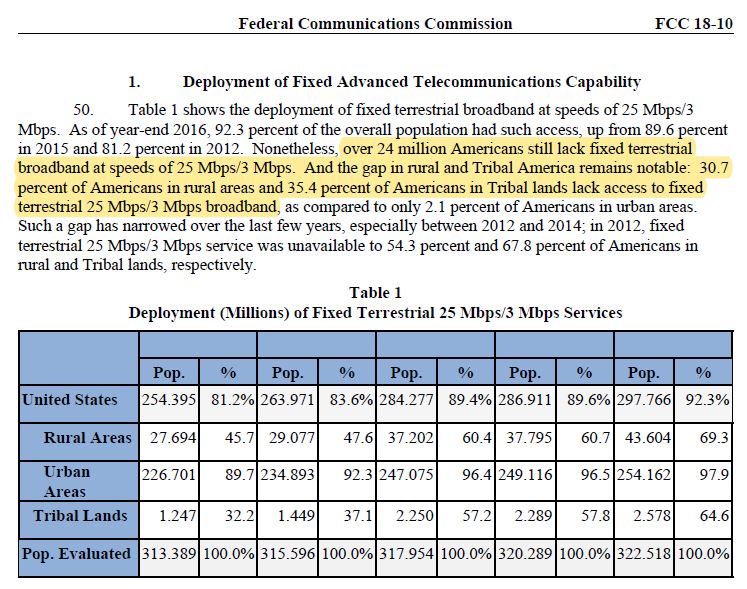 Federal Communications Commission FCC 18-10
1. Deployment of Fixed Advanced Telecommunications Capability
50. Table 1 shows the deployment of fixed terrestrial broadband at speeds of 25 Mbps/3
Mbps. As of year-end 2016, 92.3 percent of the overall population had such access, up from 89.6 percent
in 2015 and 81.2 percent in 2012. Nonetheless, over 24 million Americans still lack fixed terrestrial
broadband at speeds of 25 Mbps/3 Mbps. And the gap in rural and Tribal America remains notable: 30.7
percent of Americans in rural areas and 35.4 percent of Americans in Tribal lands lack access to fixed
terrestrial 25 Mbps/3 Mbps broadband, as compared to only 2.1 percent of Americans in urban areas.
Such a gap has narrowed over the last few years, especially between 2012 and 2014; in 2012, fixed
terrestrial 25 Mbps/3 Mbps service was unavailable to 54.3 percent and 67.8 percent of Americans in
rural and Tribal lands, respectively.
Table 1
Deployment (Millions) of Fixed Terrestrial 25 Mbps/3 Mbps Services
Pop. % Pop. % Pop. % Pop. % Pop. %
United States 254.395 81.2% 263.971 83.6% 284.277 89.4% 286.911 89.6% 297.766 92.3%
Rural Areas 27.694 45.7 29.077 47.6 37.202 60.4 37.795 60.7 43.604 69.3
Urban
Areas 226.701 89.7 234.893 92.3 247.075 96.4 249.116 96.5 254.162 97.9
Tribal Lands 1.247 32.2 1.449 37.1 2.250 57.2 2.289 57.8 2.578 64.6
Pop. Evaluated 313.389 100.0% 315.596 100.0% 317.954 100.0% 320.289 100.0% 322.518 100.0%